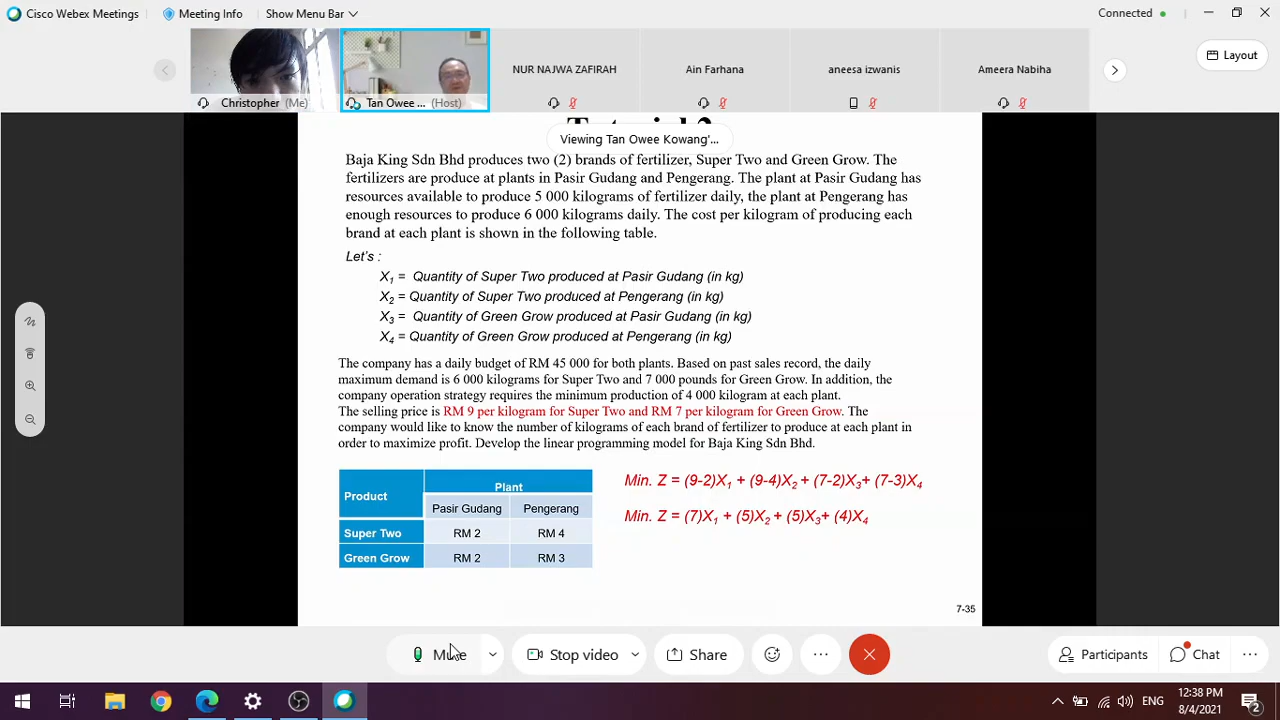 Cisco Webex Meetings Meeting Info Show Menu Bar Connected
Layout
Christopher (Me)
Tan Owee ... (Host)
NUR NAJWA ZAFIRAH
Ain Farhana
aneesa izwanis
Ameera Nabiha
Viewing Tan Owee Kowang'...
Baja King Sdn Bhd produces two (2) brands of fertilizer, Super Two and Green Grow. The
fertilizers are produce at plants in Pasir Gudang and Pengerang. The plant at Pasir Gudang has
resources available to produce 5 000 kilograms of fertilizer daily, the plant at Pengerang has
enough resources to produce 6 000 kilograms daily. The cost per kilogram of producing each
brand at each plant is shown in the following table.
Let's :
X1 = Quantity of Super Two produced at Pasir Gudang (in kg)
X2 = Quantity of Super Two produced at Pengerang (in kg)
X3 = Quantity of Green Grow produced at Pasir Gudang (in kg)
X4 = Quantity of Green Grow produced at Pengerang (in kg)
The company has a daily budget of RM 45 000 for both plants. Based on past sales record, the daily
maximum demand is 6 000 kilograms for Super Two and 7 000 pounds for Green Grow. In addition, the
company operation strategy requires the minimum production of 4 000 kilogram at each plant.
The selling price is RM 9 per kilogram for Super Two and RM 7 per kilogram for Green Grow. The
company would like to know the number of kilograms of each brand of fertilizer to produce at each plant in
order to maximize profit. Develop the linear programming model for Baja King Sdn Bhd.
Product Plant
Pasir Gudang Pengerang
Super Two RM 2 RM 4
Green Grow RM 2 RM 3
Min. Z = (9-2)X1 + (9-4)X2 + (7-2)X3+ (7-3)X4
Min. Z = (7)X1 + (5)X2 + (5)X3+ (4)X4
7-35
Mute Stop video Share Participants Chat
ENG
12:38 PM
8/4/2021
2